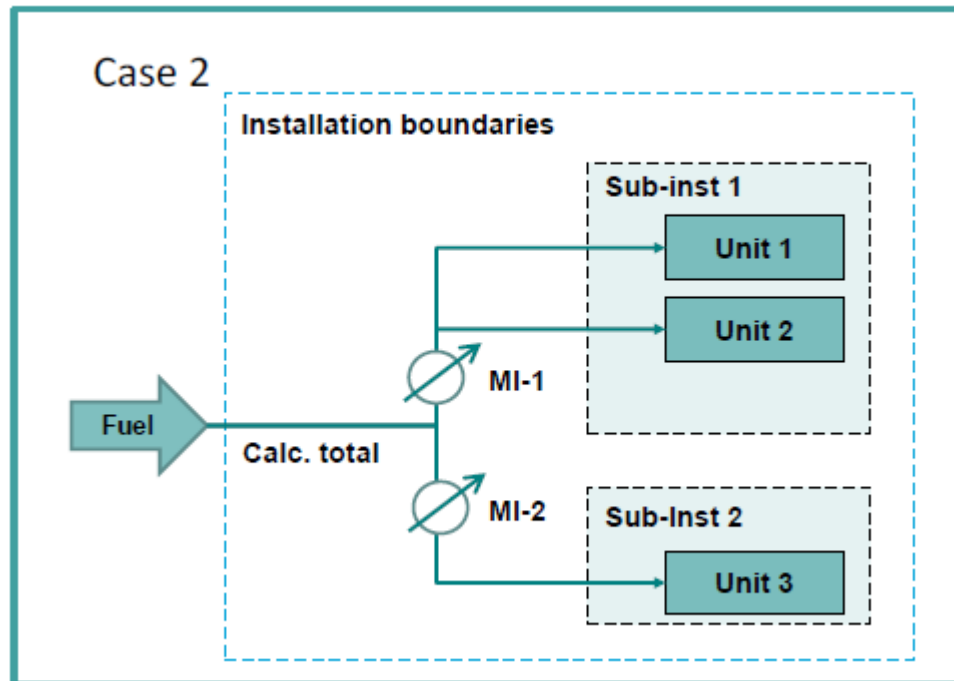 Case 2
Installation boundaries
Sub-inst 1
Unit 1
Unit 2
MI-1
Fuel
Calc. total
MI-2
Sub-Inst 2
Unit 3